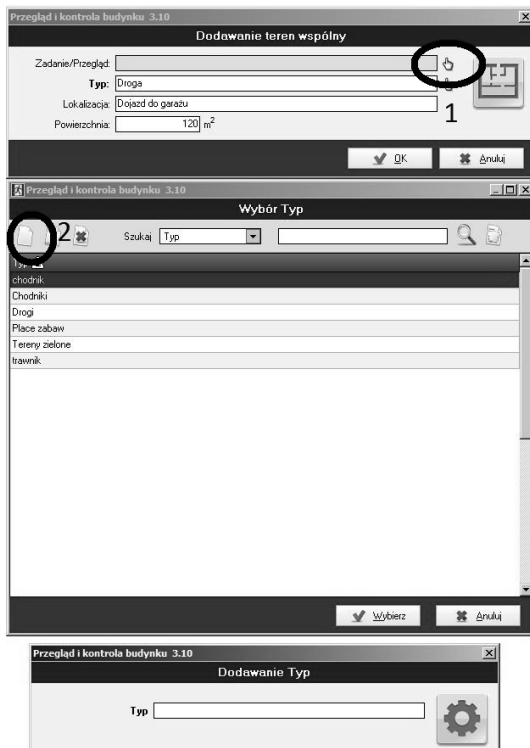 Przegląd i kontrola budynku 3.10
Dodawanie teren wspólny
Zadanie/Przegląd:
Typ: Droga
1
Lokalizacja: Dojazd do garażu
Powierzchnia: 120 m²
OK Anuluj
Przegląd i kontrola budynku 3.10
Wybór Typ
2 Szukaj Typ
Typ
chodnik
Chodniki
Drogi
Place zabaw
Tereny zielone
trawnik
Wybierz Anuluj
Przegląd i kontrola budynku 3.10
Dodawanie Typ
Typ